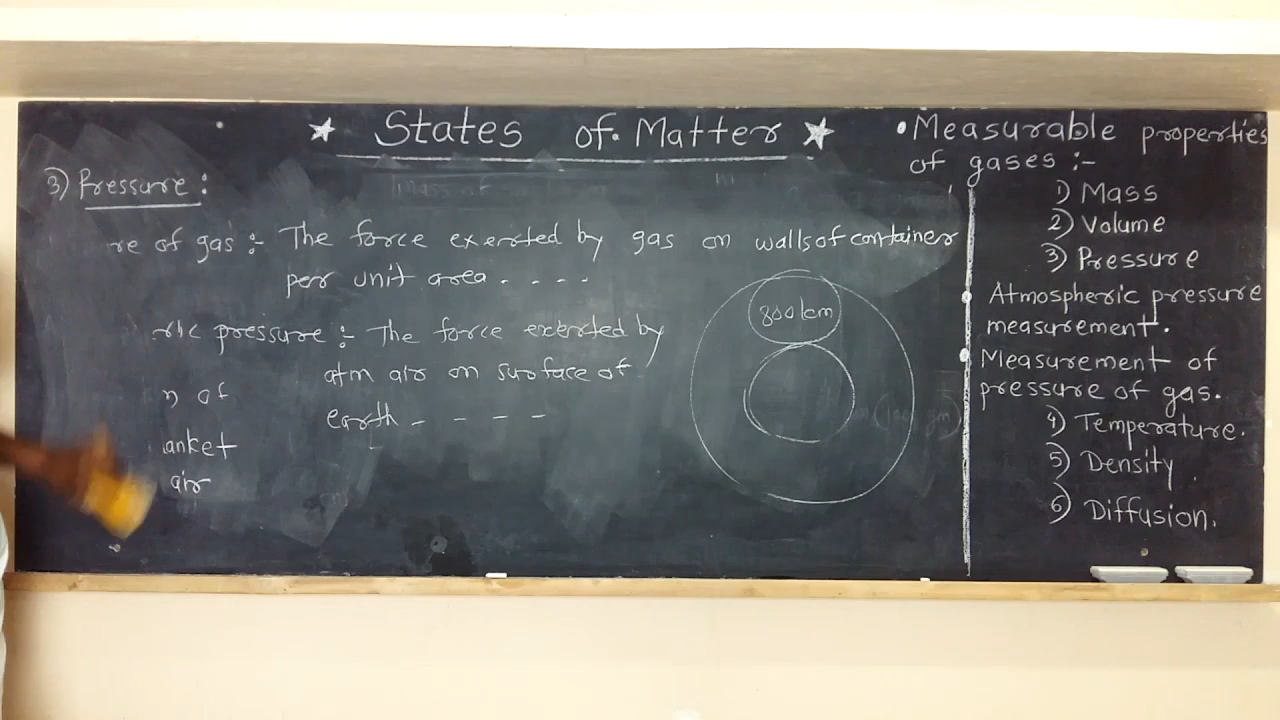 ★ States of Matter ★
3) Pressure :
re of gas :- The force exerted by gas on walls of container
per unit area . . . .
ric pressure :- The force exerted by
atm air on surface of
earth - - - -
n of
anket
air
800km
• Measurable properties
of gases :-
1) Mass
2) Volume
3) Pressure
• Atmospheric pressure
measurement.
• Measurement of
pressure of gas.
4) Temperature.
5) Density.
6) Diffusion.